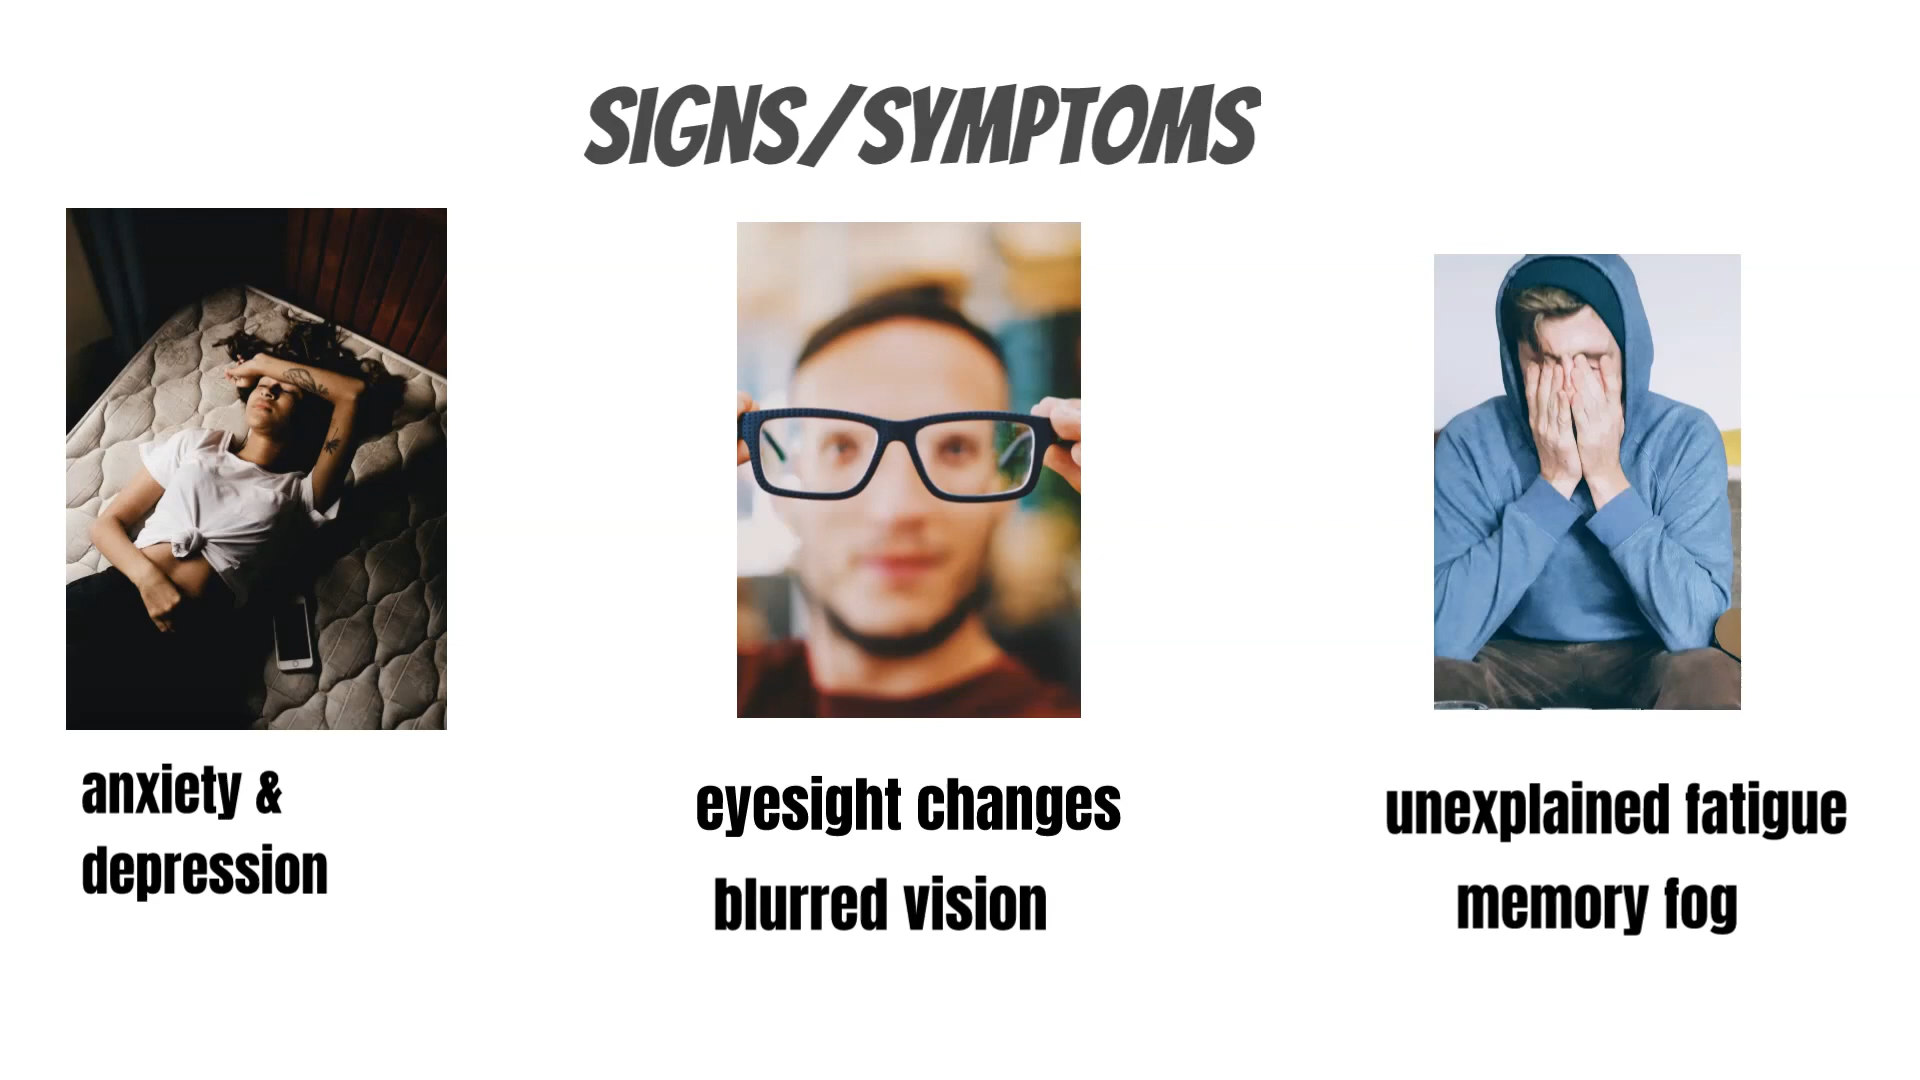 SIGNS/SYMPTOMS
anxiety &
depression
eyesight changes
blurred vision
unexplained fatigue
memory fog